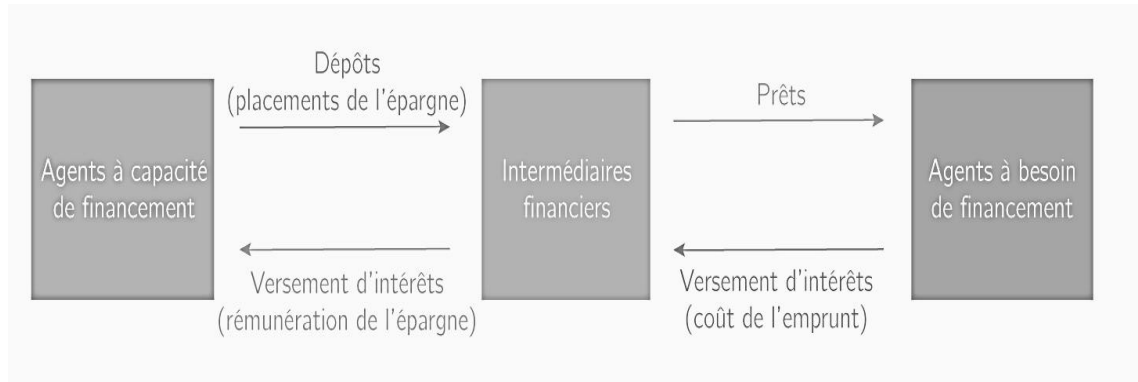 Dépôts
(placements de l'épargne)
Prêts
Agents à capacité
de financement
Intermédiaires
financiers
Agents à besoin
de financement
Versement d'intérêts
(rémunération de l'épargne)
Versement d'intérêts
(coût de l'emprunt)